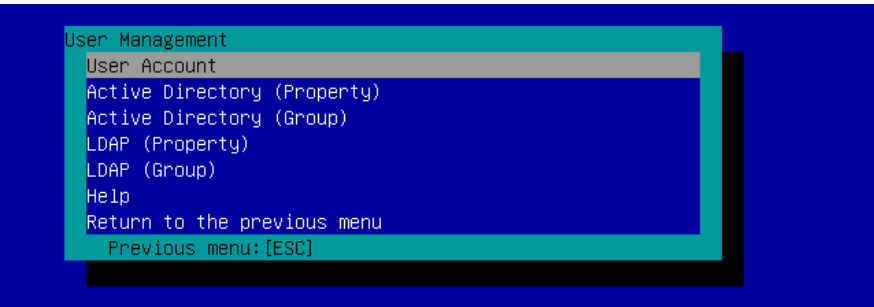 User Management
User Account
Active Directory (Property)
Active Directory (Group)
LDAP (Property)
LDAP (Group)
Help
Return to the previous menu
Previous menu:[ESC]